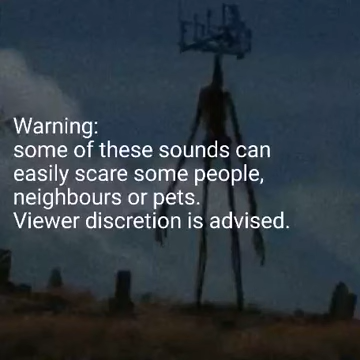 Warning:
some of these sounds can
easily scare some people,
neighbours or pets.
Viewer discretion is advised.